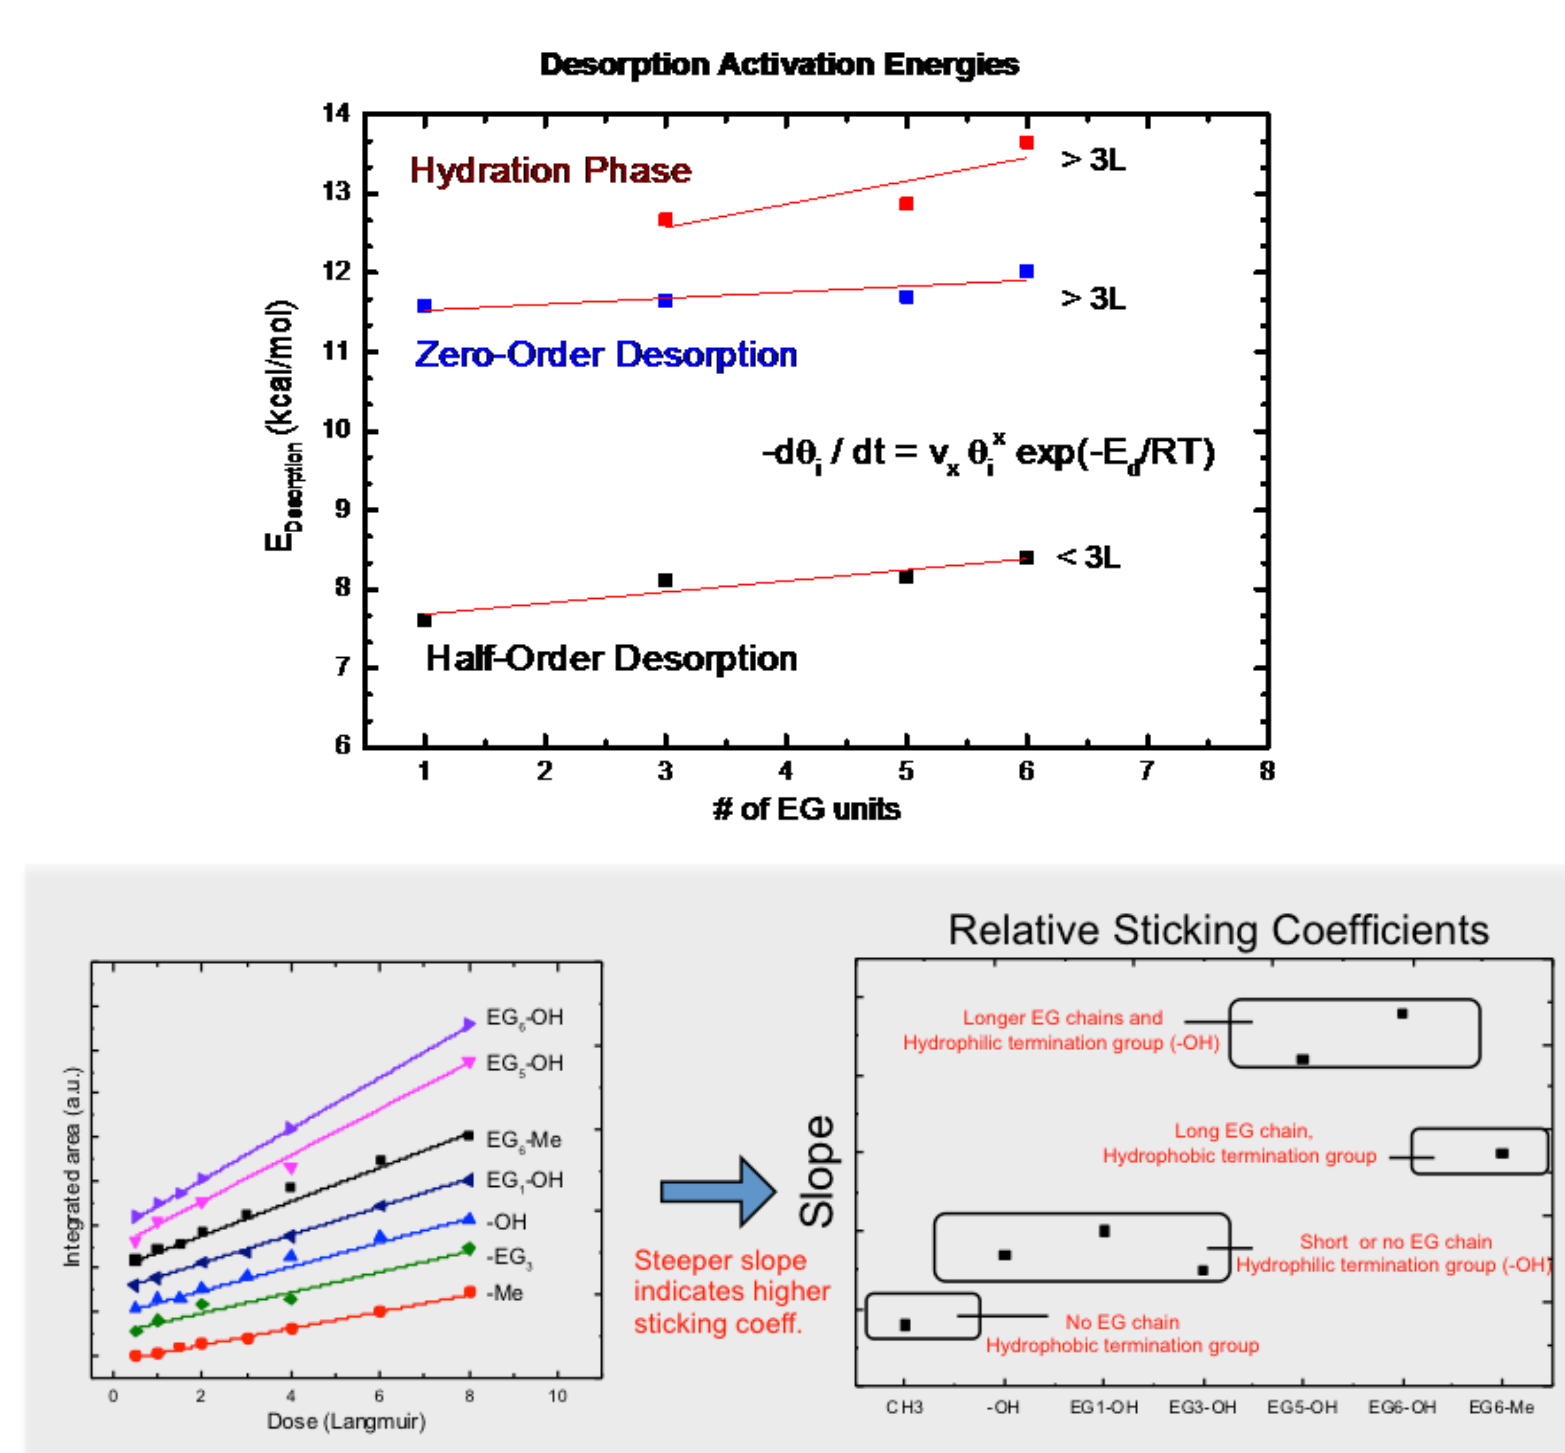 Desorption Activation Energies
14
13
12
11
10
9
8
7
6
E_Desorption (kcal/mol)
Hydration Phase
> 3L
> 3L
Zero-Order Desorption
-dθ_i / dt = v_x θ_i^x exp(-E_d/RT)
< 3L
Half-Order Desorption
1 2 3 4 5 6 7 8
# of EG units
Integrated area (a.u.)
EG₆-OH
EG₅-OH
EG₆-Me
EG₁-OH
-OH
-EG₃
-Me
0 2 4 6 8 10
Dose (Langmuir)
Steeper slope
indicates higher
sticking coeff.
Relative Sticking Coefficients
Slope
Longer EG chains and
Hydrophilic termination group (-OH)
Long EG chain,
Hydrophobic termination group
Short or no EG chain
Hydrophilic termination group (-OH)
No EG chain
Hydrophobic termination group
CH3 -OH EG1-OH EG3-OH EG5-OH EG6-OH EG6-Me